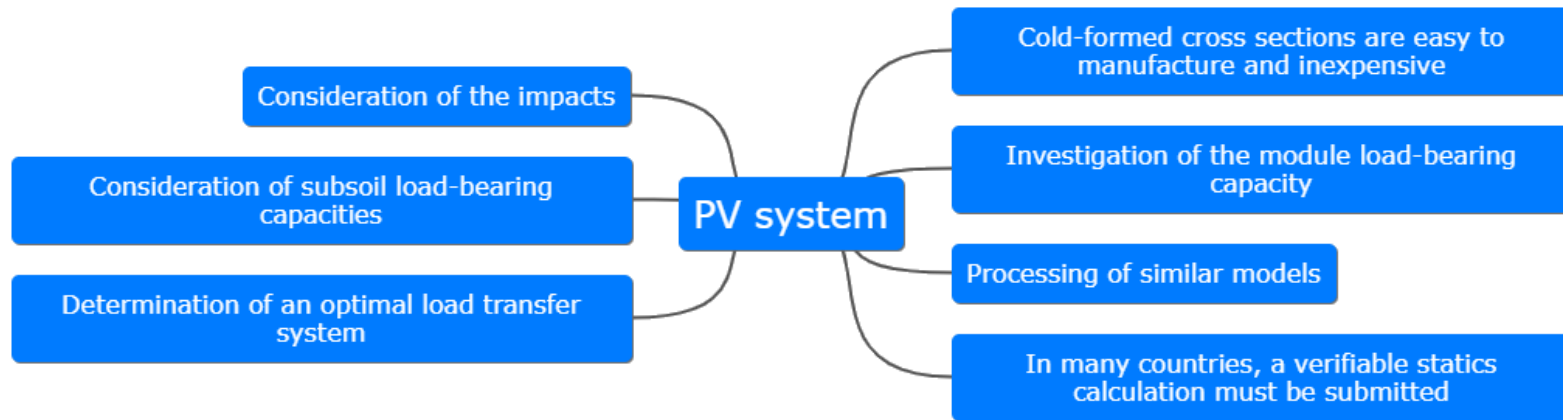 Consideration of the impacts
Consideration of subsoil load-bearing
capacities
Determination of an optimal load transfer
system
PV system
Cold-formed cross sections are easy to
manufacture and inexpensive
Investigation of the module load-bearing
capacity
Processing of similar models
In many countries, a verifiable statics
calculation must be submitted